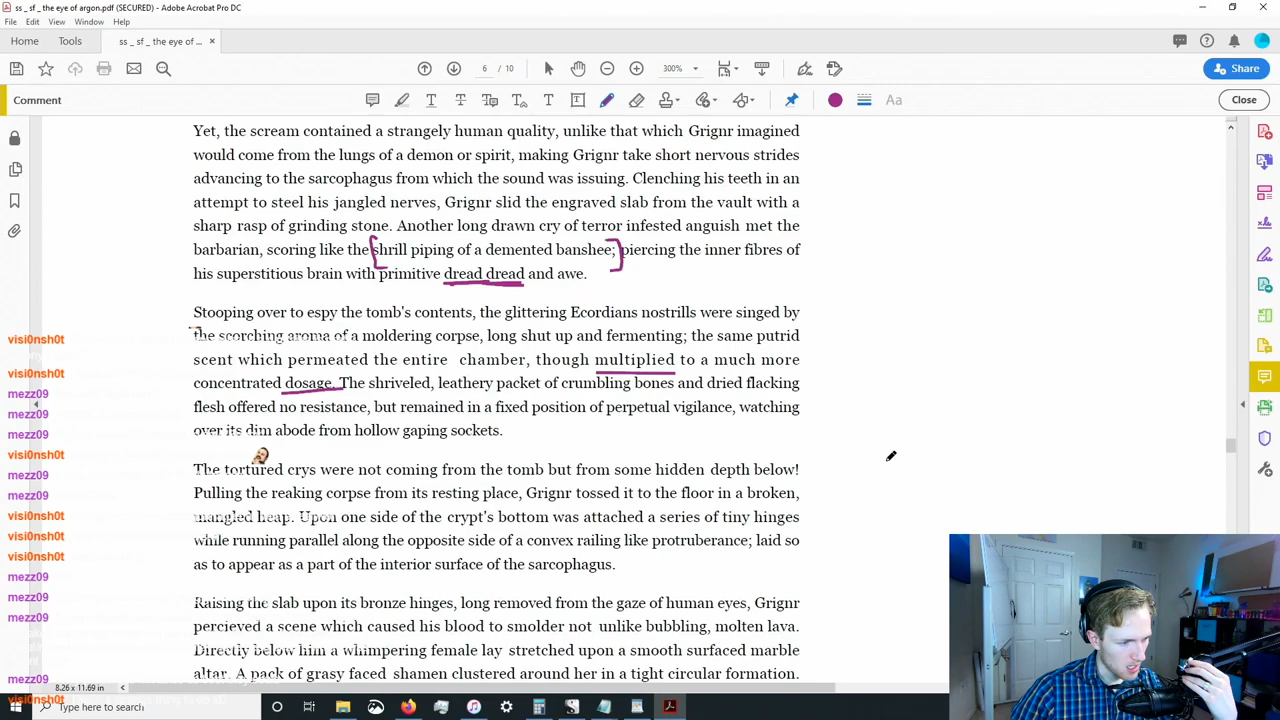 ss _ sf _ the eye of argon.pdf (SECURED) - Adobe Acrobat Pro DC
File Edit View Window Help
Home Tools ss _ sf _ the eye of ar... ×
Share
6 / 10
300%
Comment
Aa
Close
Yet, the scream contained a strangely human quality, unlike that which Grignr imagined
would come from the lungs of a demon or spirit, making Grignr take short nervous strides
advancing to the sarcophagus from which the sound was issuing. Clenching his teeth in an
attempt to steel his jangled nerves, Grignr slid the engraved slab from the vault with a
sharp rasp of grinding stone. Another long drawn cry of terror infested anguish met the
barbarian, scoring like the shrill piping of a demented banshee; piercing the inner fibres of
his superstitious brain with primitive dread dread and awe.
Stooping over to espy the tomb's contents, the glittering Ecordians nostrills were singed by
the scorching aroma of a moldering corpse, long shut up and fermenting; the same putrid
scent which permeated the entire chamber, though multiplied to a much more
concentrated dosage. The shriveled, leathery packet of crumbling bones and dried flacking
flesh offered no resistance, but remained in a fixed position of perpetual vigilance, watching
over its dim abode from hollow gaping sockets.
The tortured crys were not coming from the tomb but from some hidden depth below!
Pulling the reaking corpse from its resting place, Grignr tossed it to the floor in a broken,
mangled heap. Upon one side of the crypt's bottom was attached a series of tiny hinges
while running parallel along the opposite side of a convex railing like protruberance; laid so
as to appear as a part of the interior surface of the sarcophagus.
Raising the slab upon its bronze hinges, long removed from the gaze of human eyes, Grignr
percieved a scene which caused his blood to smolder not unlike bubbling, molten lava.
Directly below him a whimpering female lay stretched upon a smooth surfaced marble
altar. A pack of grasy faced shamen clustered around her in a tight circular formation.
visi0nsh0t
visi0nsh0t
mezz09
mezz09
mezz09
visi0nsh0t
mezz09
visi0nsh0t
visi0nsh0t
visi0nsh0t
mezz09
mezz09
mezz09
mezz09
visi0nsh0t
8.26 x 11.69 in
Type here to search